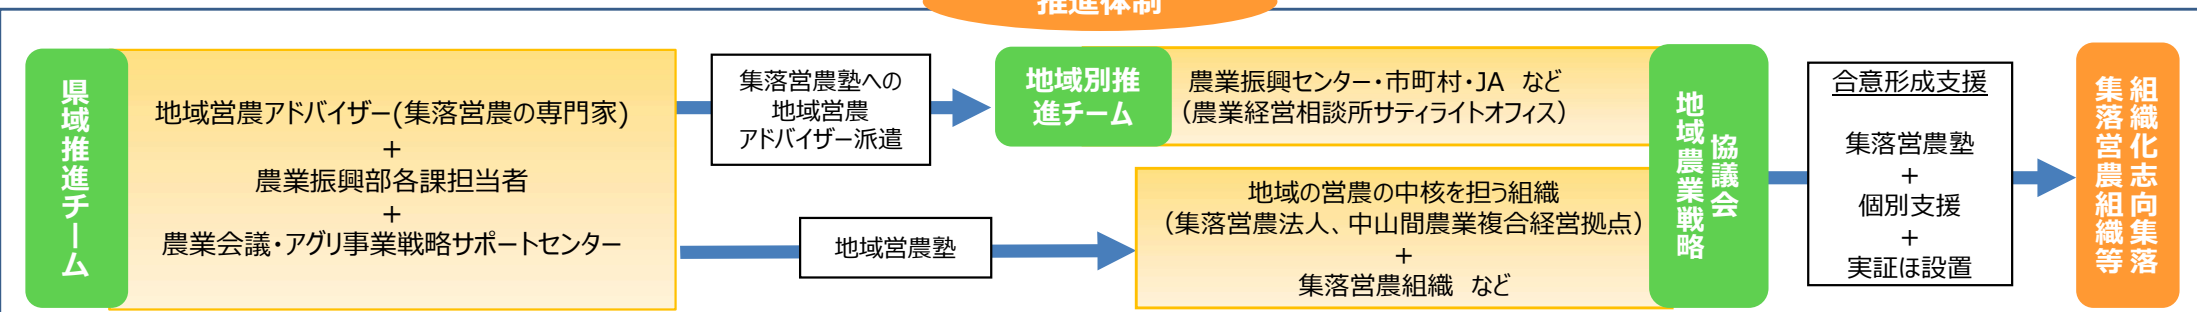 推進体制
県域推進チーム
地域営農アドバイザー(集落営農の専門家)
+
農業振興部各課担当者
+
農業会議・アグリ事業戦略サポートセンター
集落営農塾への
地域営農
アドバイザー派遣
地域営農塾
地域別推
進チーム
農業振興センター・市町村・JA など
（農業経営相談所サティライトオフィス）
地域の営農の中核を担う組織
（集落営農法人、中山間農業複合経営拠点）
+
集落営農組織 など
地域農業戦略
協議会
合意形成支援
集落営農塾
+
個別支援
+
実証ほ設置
組織化志向集落
集落営農組織等